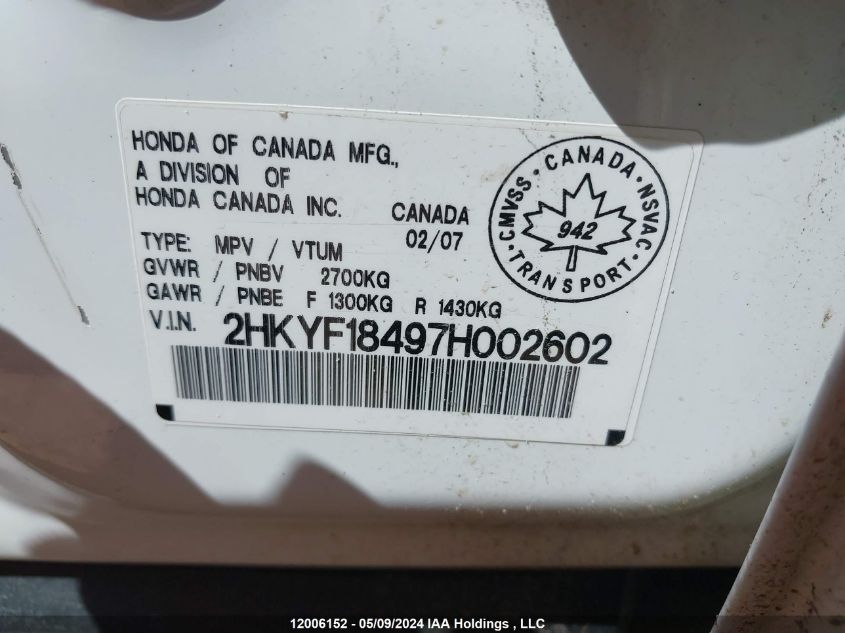 HONDA OF CANADA MFG.,
A DIVISION OF
HONDA CANADA INC. CANADA
02/07
TYPE: MPV / VTUM
GVWR / PNBV 2700KG
GAWR / PNBE F 1300KG R 1430KG
V.I.N. 2HKYF18497H002602
CMVSS • CANADA • NSVAC
942
• TRANSPORT •
12006152 - 05/09/2024 IAA Holdings , LLC